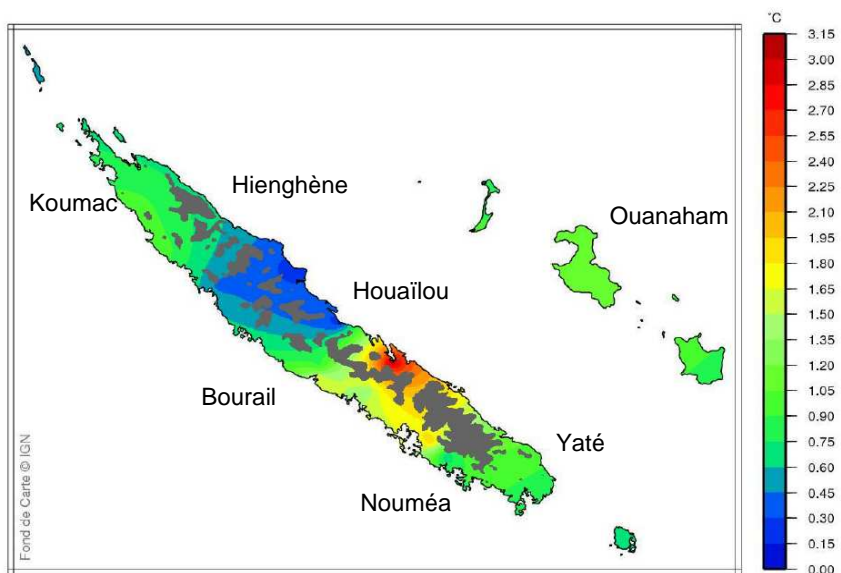 °C
3.15
3.00
2.85
2.70
2.55
2.40
2.25
2.10
1.95
1.80
1.65
1.50
1.35
1.20
1.05
0.90
0.75
0.60
0.45
0.30
0.15
0.00
Hienghène
Koumac
Ouanaham
Houaïlou
Bourail
Yaté
Nouméa
Fond de Carte © IGN